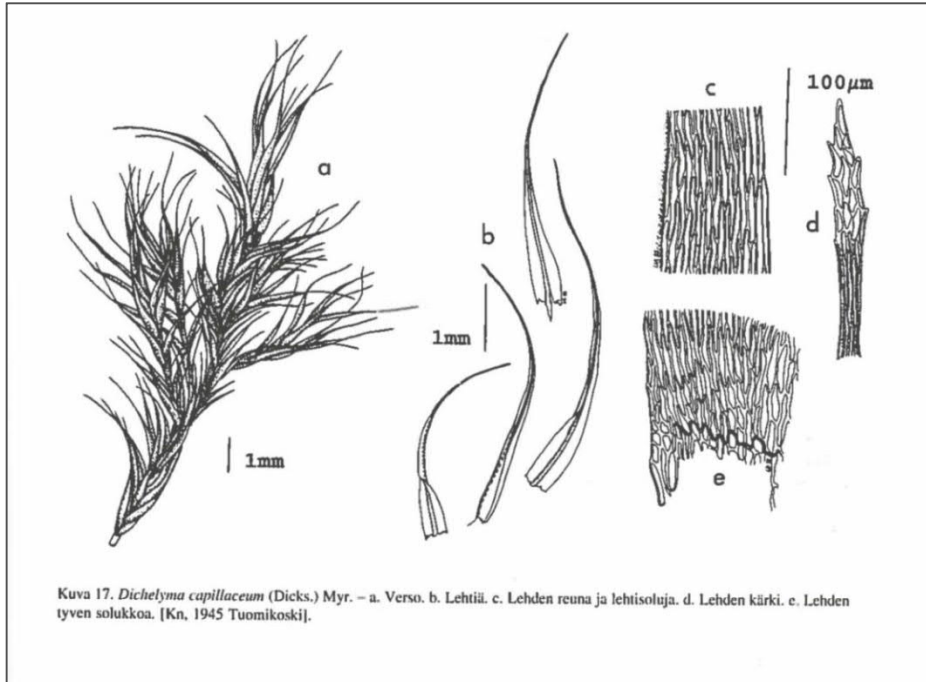 a
b
c
100µm
d
1mm
1mm
e
Kuva 17. Dichelyma capillaceum (Dicks.) Myr. – a. Verso. b. Lehtiä. c. Lehden reuna ja lehtisoluja. d. Lehden kärki. e. Lehden
tyven solukkoa. [Kn, 1945 Tuomikoski].